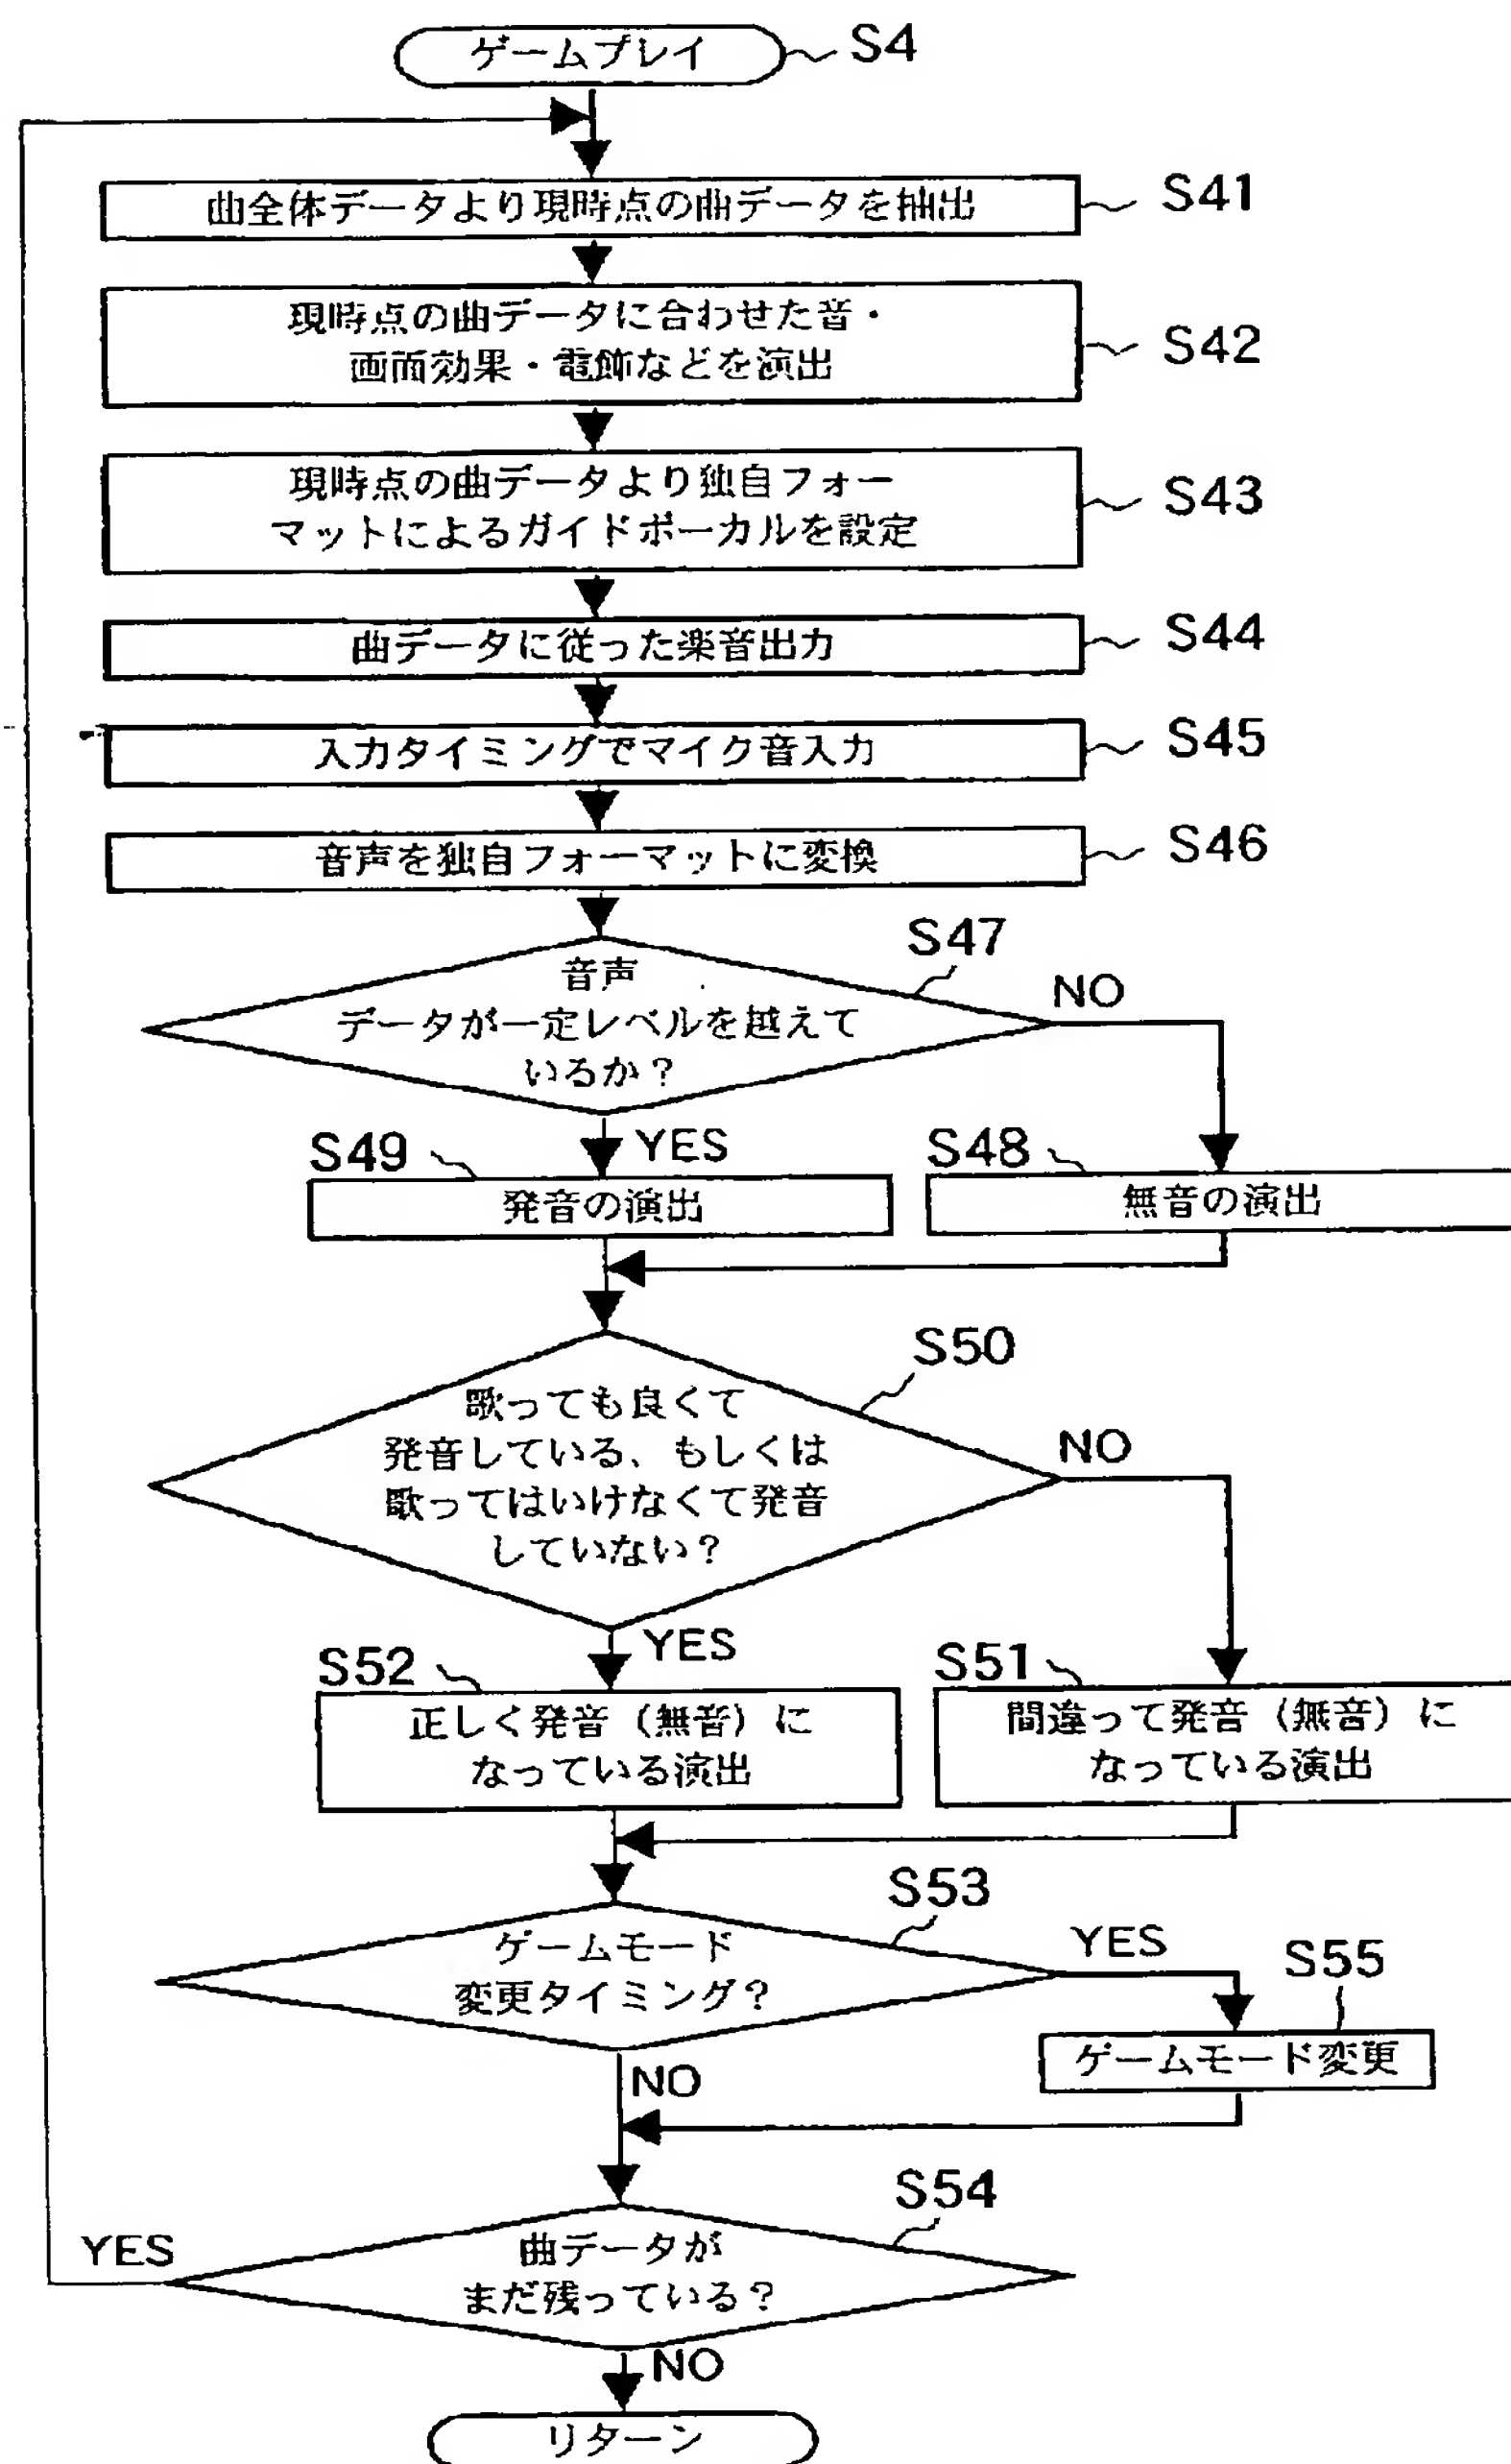 ゲームプレイ
S4
曲全体データより現時点の曲データを抽出
S41
現時点の曲データに合わせた音・
画面効果・電飾などを演出
S42
現時点の曲データより独自フォー
マットによるガイドボーカルを設定
S43
曲データに従った楽音出力
S44
入力タイミングでマイク音入力
S45
音声を独自フォーマットに変換
S46
S47
音声
データが一定レベルを越えて
いるか？
NO
YES
S49
発音の演出
S48
無音の演出
S50
歌っても良くて
発音している、もしくは
歌ってはいけなくて発音
していない？
NO
YES
S52
正しく発音（無音）に
なっている演出
S51
間違って発音（無音）に
なっている演出
S53
ゲームモード
変更タイミング？
YES
S55
ゲームモード変更
NO
S54
曲データが
まだ残っている？
YES
NO
リターン